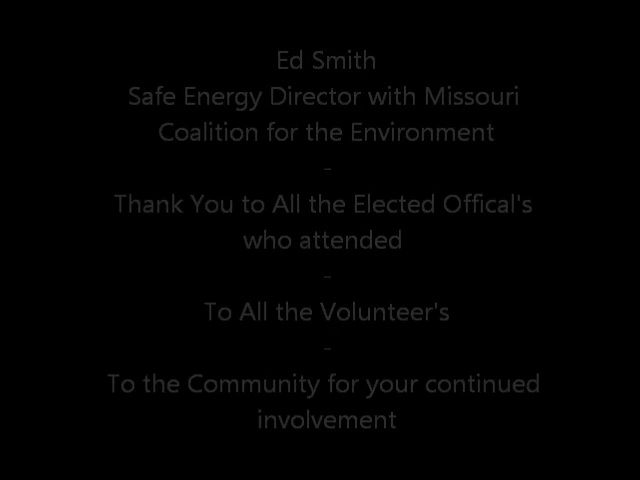 Ed Smith
Safe Energy Director with Missouri
Coalition for the Environment
-
Thank You to All the Elected Offical's
who attended
-
To All the Volunteer's
-
To the Community for your continued
involvement